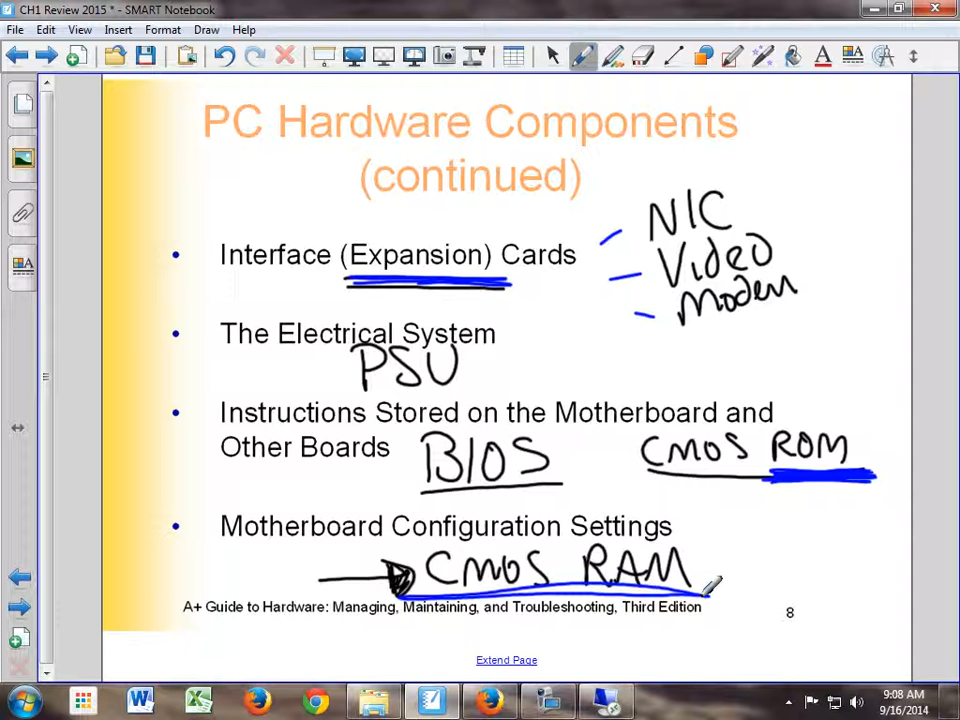 CH1 Review 2015 * - SMART Notebook
File Edit View Insert Format Draw Help
PC Hardware Components
(continued)
• Interface (Expansion) Cards
NIC
Video
Modem
• The Electrical System
PSU
• Instructions Stored on the Motherboard and
Other Boards
BIOS
CMOS ROM
• Motherboard Configuration Settings
CMOS RAM
A+ Guide to Hardware: Managing, Maintaining, and Troubleshooting, Third Edition
8
Extend Page
9:08 AM
9/16/2014